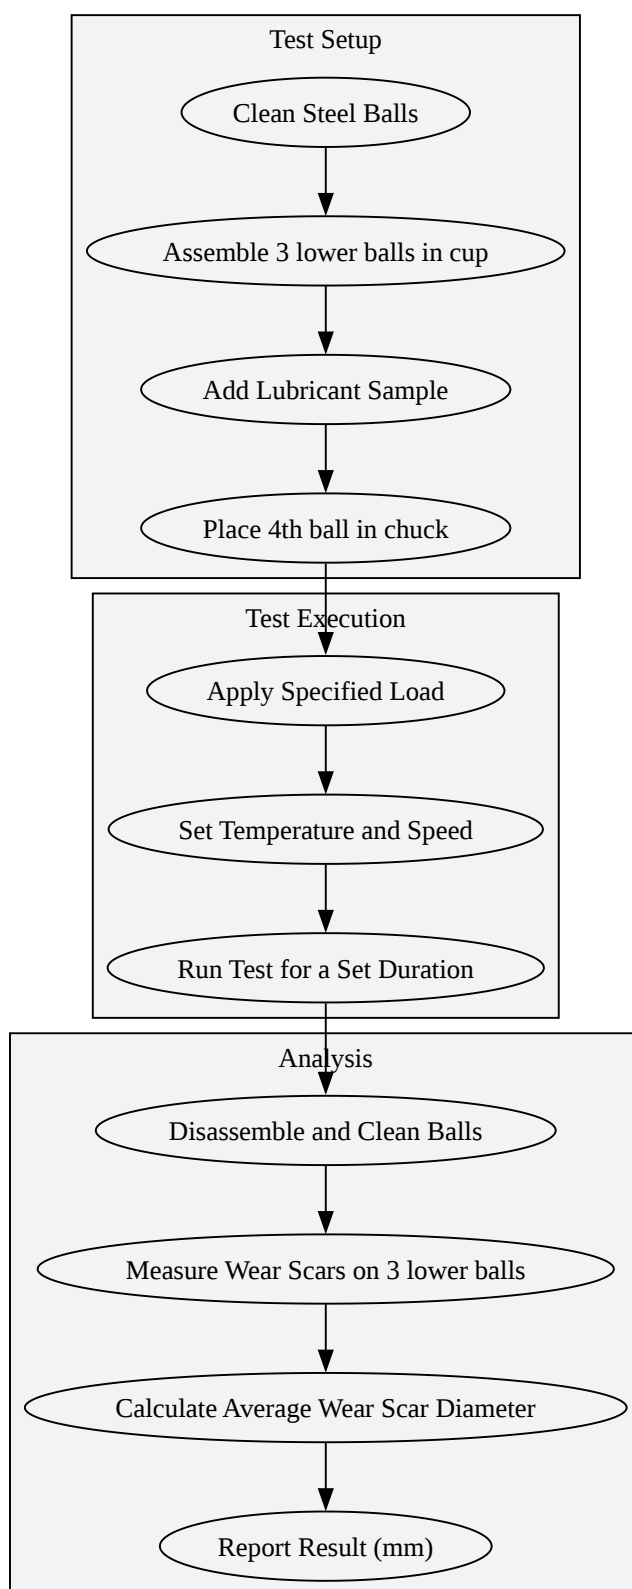 Test Setup
Clean Steel Balls
Assemble 3 lower balls in cup
Add Lubricant Sample
Place 4th ball in chuck
Test Execution
Apply Specified Load
Set Temperature and Speed
Run Test for a Set Duration
Analysis
Disassemble and Clean Balls
Measure Wear Scars on 3 lower balls
Calculate Average Wear Scar Diameter
Report Result (mm)